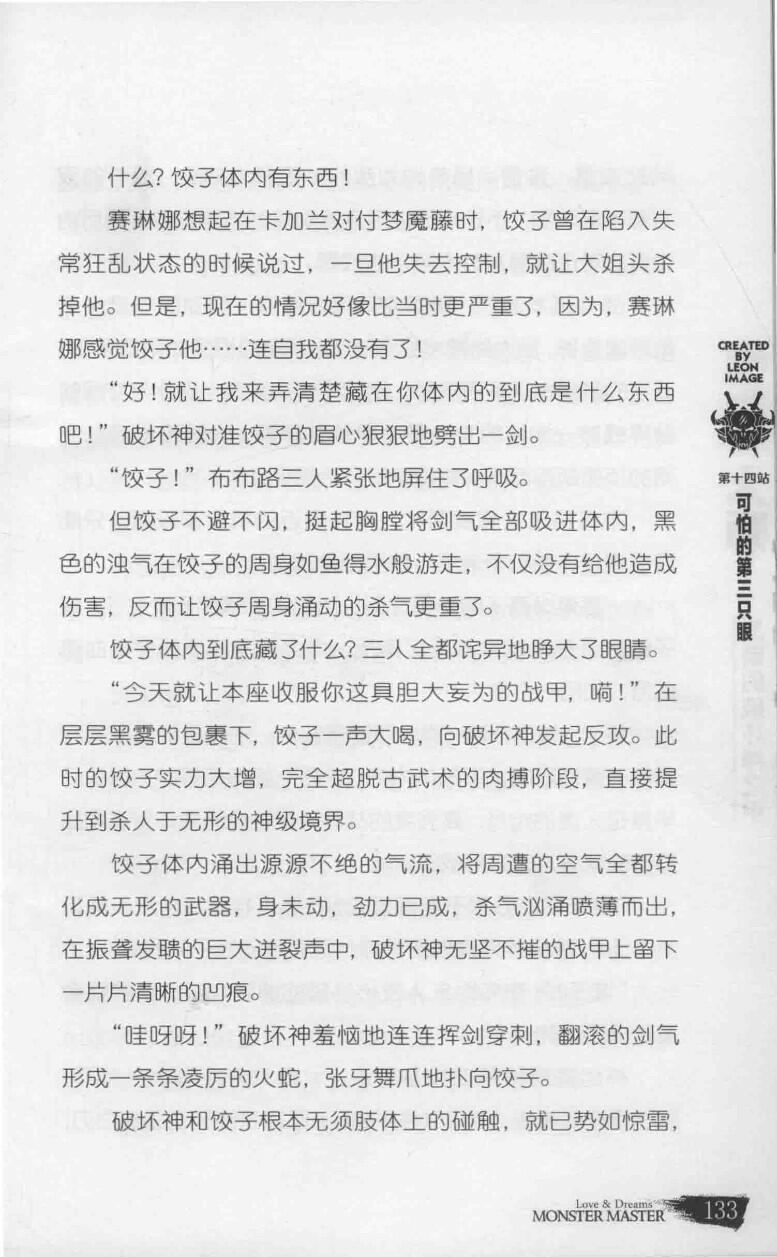 什么？饺子体内有东西！
赛琳娜想起在卡加兰对付梦魇藤时，饺子曾在陷入失
常狂乱状态的时候说过，一旦他失去控制，就让大姐头杀
掉他。但是，现在的情况好像比当时更严重了，因为，赛琳
娜感觉饺子他……连自我都没有了！
“好！就让我来弄清楚藏在你体内的到底是什么东西
吧！”破坏神对准饺子的眉心狠狠地劈出一剑。
“饺子！”布布路三人紧张地屏住了呼吸。
但饺子不避不闪，挺起胸膛将剑气全部吸进体内，黑
色的浊气在饺子的周身如鱼得水般游走，不仅没有给他造成
伤害，反而让饺子周身涌动的杀气更重了。
饺子体内到底藏了什么？三人全都诧异地睁大了眼睛。
“今天就让本座收服你这具胆大妄为的战甲，嗬！”在
层层黑雾的包裹下，饺子一声大喝，向破坏神发起反攻。此
时的饺子实力大增，完全超脱古武术的肉搏阶段，直接提
升到杀人于无形的神级境界。
饺子体内涌出源源不绝的气流，将周遭的空气全都转
化成无形的武器，身未动，劲力已成，杀气汹涌喷薄而出，
在振聋发聩的巨大迸裂声中，破坏神无坚不摧的战甲上留下
一片片清晰的凹痕。
“哇呀呀！”破坏神羞恼地连连挥剑穿刺，翻滚的剑气
形成一条条凌厉的火蛇，张牙舞爪地扑向饺子。
破坏神和饺子根本无须肢体上的碰触，就已势如惊雷，
CREATED
BY
LEON
IMAGE
第十四站
可怕的第三只眼
Love & Dreams
MONSTER MASTER
133